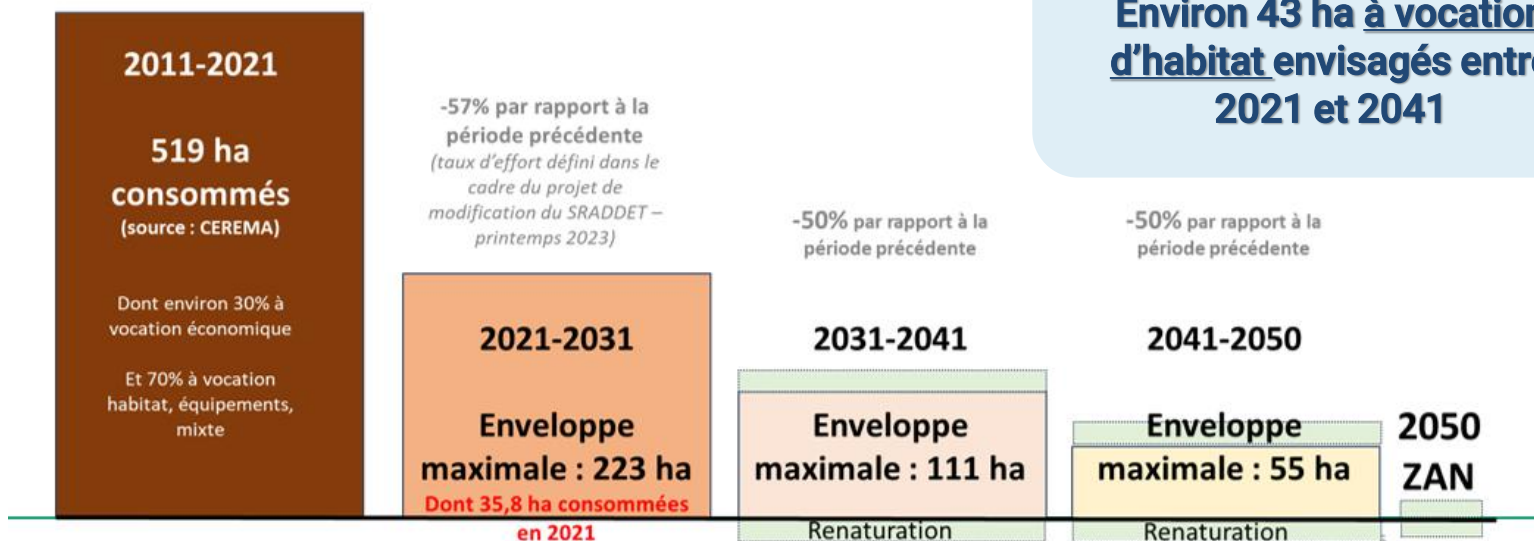 Environ 43 ha à vocation
d'habitat envisagés entre
2021 et 2041
2011-2021
519 ha
consommés
(source : CEREMA)
Dont environ 30% à
vocation économique
Et 70% à vocation
habitat, équipements,
mixte
-57% par rapport à la
période précédente
(taux d'effort défini dans le
cadre du projet de
modification du SRADDET –
printemps 2023)
2021-2031
Enveloppe
maximale : 223 ha
Dont 35,8 ha consommées
en 2021
-50% par rapport à la
période précédente
2031-2041
Enveloppe
maximale : 111 ha
Renaturation
-50% par rapport à la
période précédente
2041-2050
Enveloppe
maximale : 55 ha
Renaturation
2050
ZAN